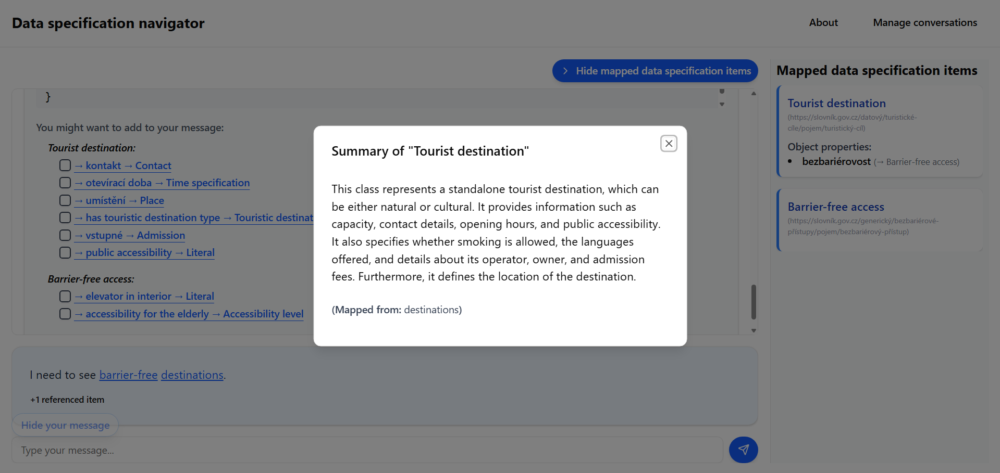 Data specification navigator
About
Manage conversations
Hide mapped data specification items
}
You might want to add to your message:
Tourist destination:
→ kontakt → Contact
→ otevírací doba → Time specification
→ umístění → Place
→ has touristic destination type → Touristic destinat
→ vstupné → Admission
→ public accessibility → Literal
Barrier-free access:
→ elevator in interior → Literal
→ accessibility for the elderly → Accessibility level
Summary of "Tourist destination"
This class represents a standalone tourist destination, which can
be either natural or cultural. It provides information such as
capacity, contact details, opening hours, and public accessibility.
It also specifies whether smoking is allowed, the languages
offered, and details about its operator, owner, and admission
fees. Furthermore, it defines the location of the destination.
(Mapped from: destinations)
I need to see barrier-free destinations.
+1 referenced item
Hide your message
Type your message...
Mapped data specification items
Tourist destination
(https://slovník.gov.cz/datový/turistické-
cíle/pojem/turistický-cíl)
Object properties:
• bezbariérovost (→ Barrier-free access)
Barrier-free access
(https://slovník.gov.cz/generický/bezbariérové-
přístupy/pojem/bezbariérový-přístup)